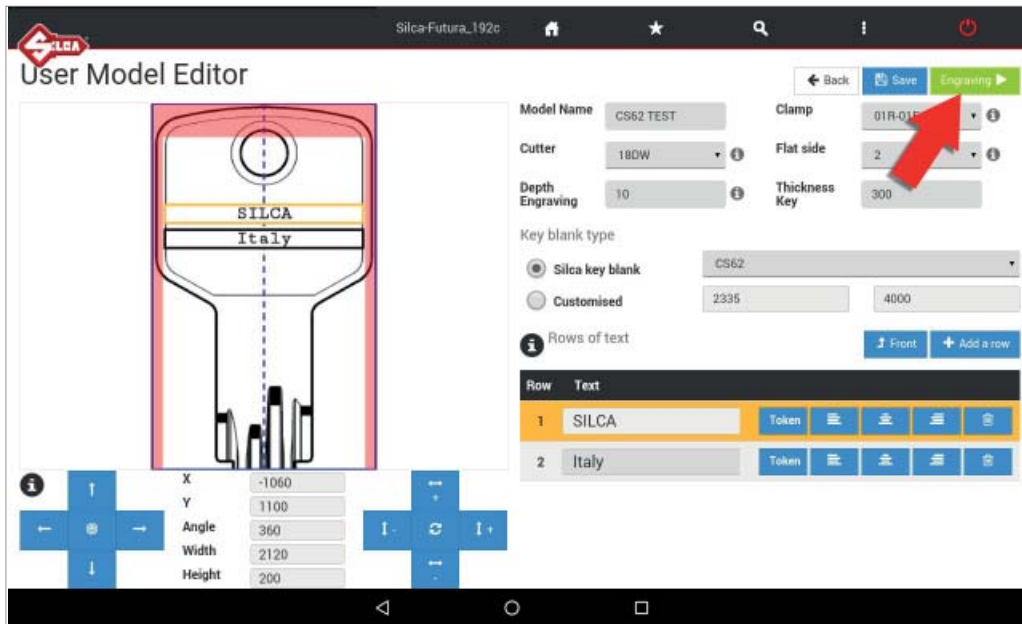 Silca-Futura_192c
SILCA
User Model Editor
Back Save Engraving
Model Name CS62 TEST Clamp
Cutter 18DW Flat side 2
Depth Engraving 10 Thickness Key 300
SILCA
Italy
Key blank type
Silca key blank CS62
Customised 2335 4000
Rows of text Front + Add a row
Row Text
1 SILCA Token
2 Italy Token
X -1060
Y 1100
Angle 360
Width 2120
Height 200